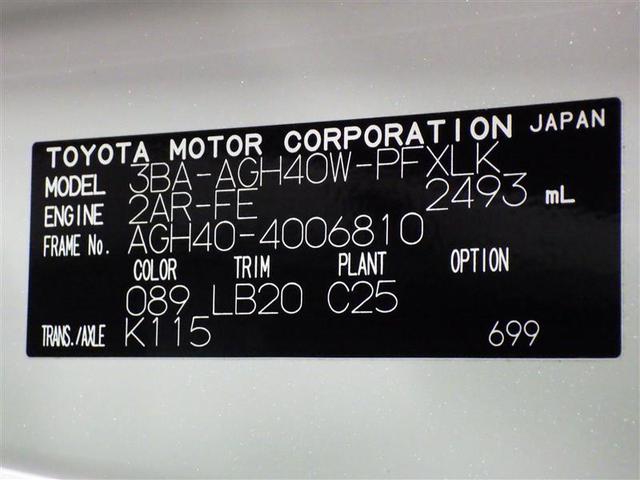 TOYOTA MOTOR CORPORATION JAPAN
MODEL 3BA-AGH40W-PFXLK
ENGINE 2AR-FE 2493 mL
FRAME No. AGH40-4006810
COLOR TRIM PLANT OPTION
089 LB20 C25
TRANS./AXLE K115 699